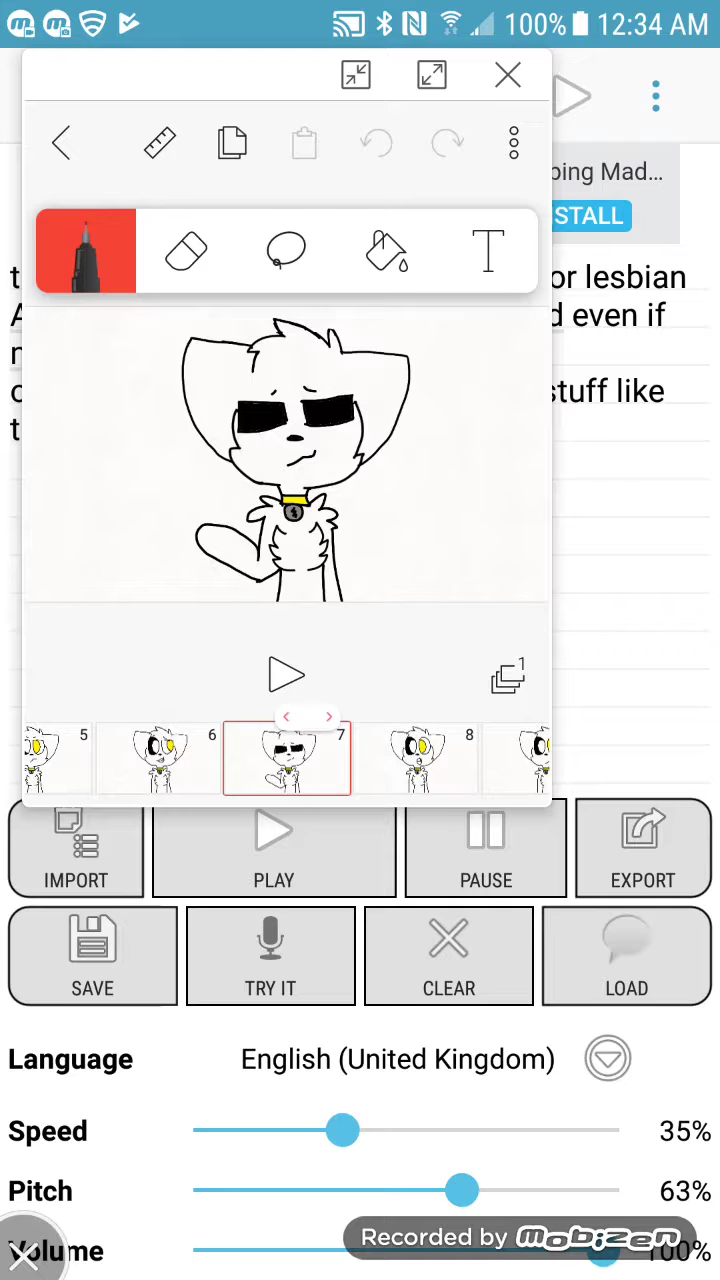 100% 12:34 AM
ping Mad...
STALL
T
t
or lesbian
A
d even if
n
c
stuff like
t
1
5
6
7
8
IMPORT
PLAY
PAUSE
EXPORT
SAVE
TRY IT
CLEAR
LOAD
Language English (United Kingdom)
Speed 35%
Pitch 63%
Recorded by mobizen
Volume 100%